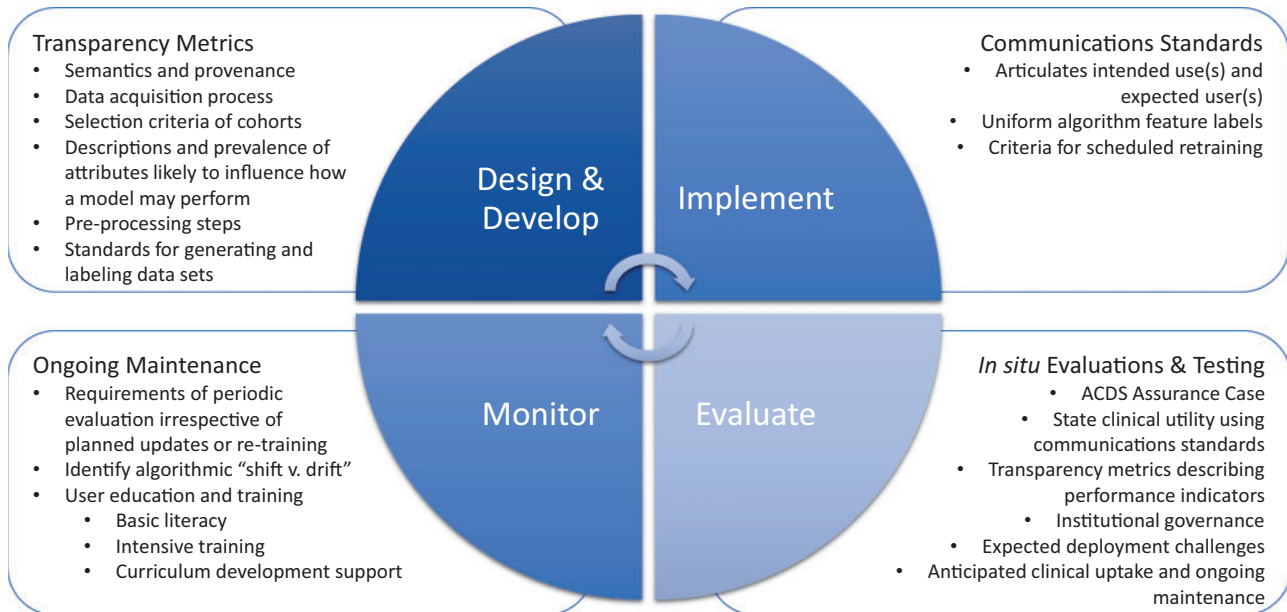 Transparency Metrics
• Semantics and provenance
• Data acquisition process
• Selection criteria of cohorts
• Descriptions and prevalence of
attributes likely to influence how
a model may perform
• Pre-processing steps
• Standards for generating and
labeling data sets
Design &
Develop
Implement
Communications Standards
• Articulates intended use(s) and
expected user(s)
• Uniform algorithm feature labels
• Criteria for scheduled retraining
Ongoing Maintenance
• Requirements of periodic
evaluation irrespective of
planned updates or re-training
• Identify algorithmic “shift v. drift”
• User education and training
• Basic literacy
• Intensive training
• Curriculum development support
Monitor
Evaluate
In situ Evaluations & Testing
• ACDS Assurance Case
• State clinical utility using
communications standards
• Transparency metrics describing
performance indicators
• Institutional governance
• Expected deployment challenges
• Anticipated clinical uptake and ongoing
maintenance